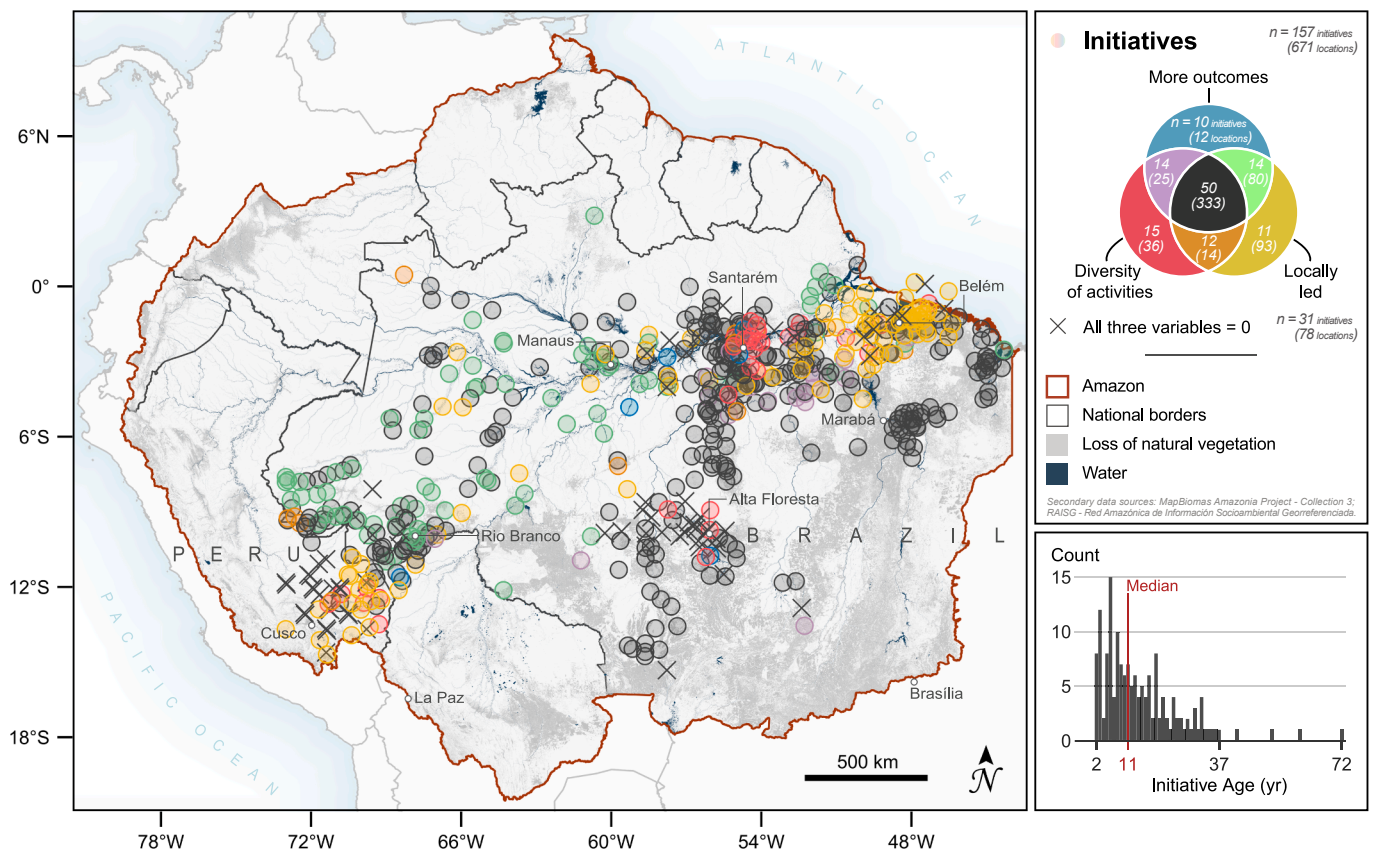 ATLANTIC OCEAN
6°N
0°
6°S
12°S
18°S
Santarém
Belém
Manaus
Marabá
Alta Floresta
Rio Branco
PERU
BRAZIL
Cusco
La Paz
Brasília
PACIFIC OCEAN
500 km
N
78°W
72°W
66°W
60°W
54°W
48°W
Initiatives
n = 157 initiatives
(671 locations)
More outcomes
n = 10 initiatives
(12 locations)
14
(25)
14
(80)
50
(333)
15
(36)
12
(14)
11
(93)
Diversity
of activities
Locally
led
All three variables = 0
n = 31 initiatives
(78 locations)
Amazon
National borders
Loss of natural vegetation
Water
Secondary data sources: MapBiomas Amazonia Project - Collection 3;
RAISG - Red Amazónica de Información Socioambiental Georreferenciada.
Count
15
Median
10
5
0
2
11
37
72
Initiative Age (yr)